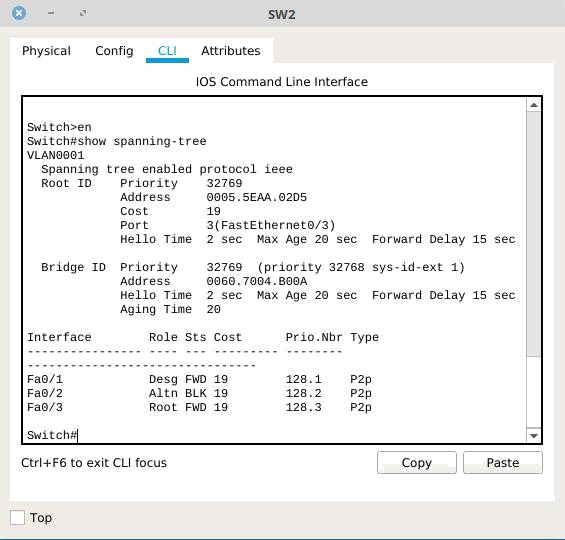 SW2
Physical Config CLI Attributes
IOS Command Line Interface
Switch>en
Switch#show spanning-tree
VLAN0001
  Spanning tree enabled protocol ieee
  Root ID    Priority    32769
             Address     0005.5EAA.02D5
             Cost        19
             Port        3(FastEthernet0/3)
             Hello Time  2 sec  Max Age 20 sec  Forward Delay 15 sec
  Bridge ID  Priority    32769  (priority 32768 sys-id-ext 1)
             Address     0060.7004.B00A
             Hello Time  2 sec  Max Age 20 sec  Forward Delay 15 sec
             Aging Time  20
Interface        Role Sts Cost      Prio.Nbr Type
---------------- ---- --- --------- --------
--------------------------------
Fa0/1            Desg FWD 19        128.1    P2p
Fa0/2            Altn BLK 19        128.2    P2p
Fa0/3            Root FWD 19        128.3    P2p
Switch#
Ctrl+F6 to exit CLI focus Copy Paste
Top